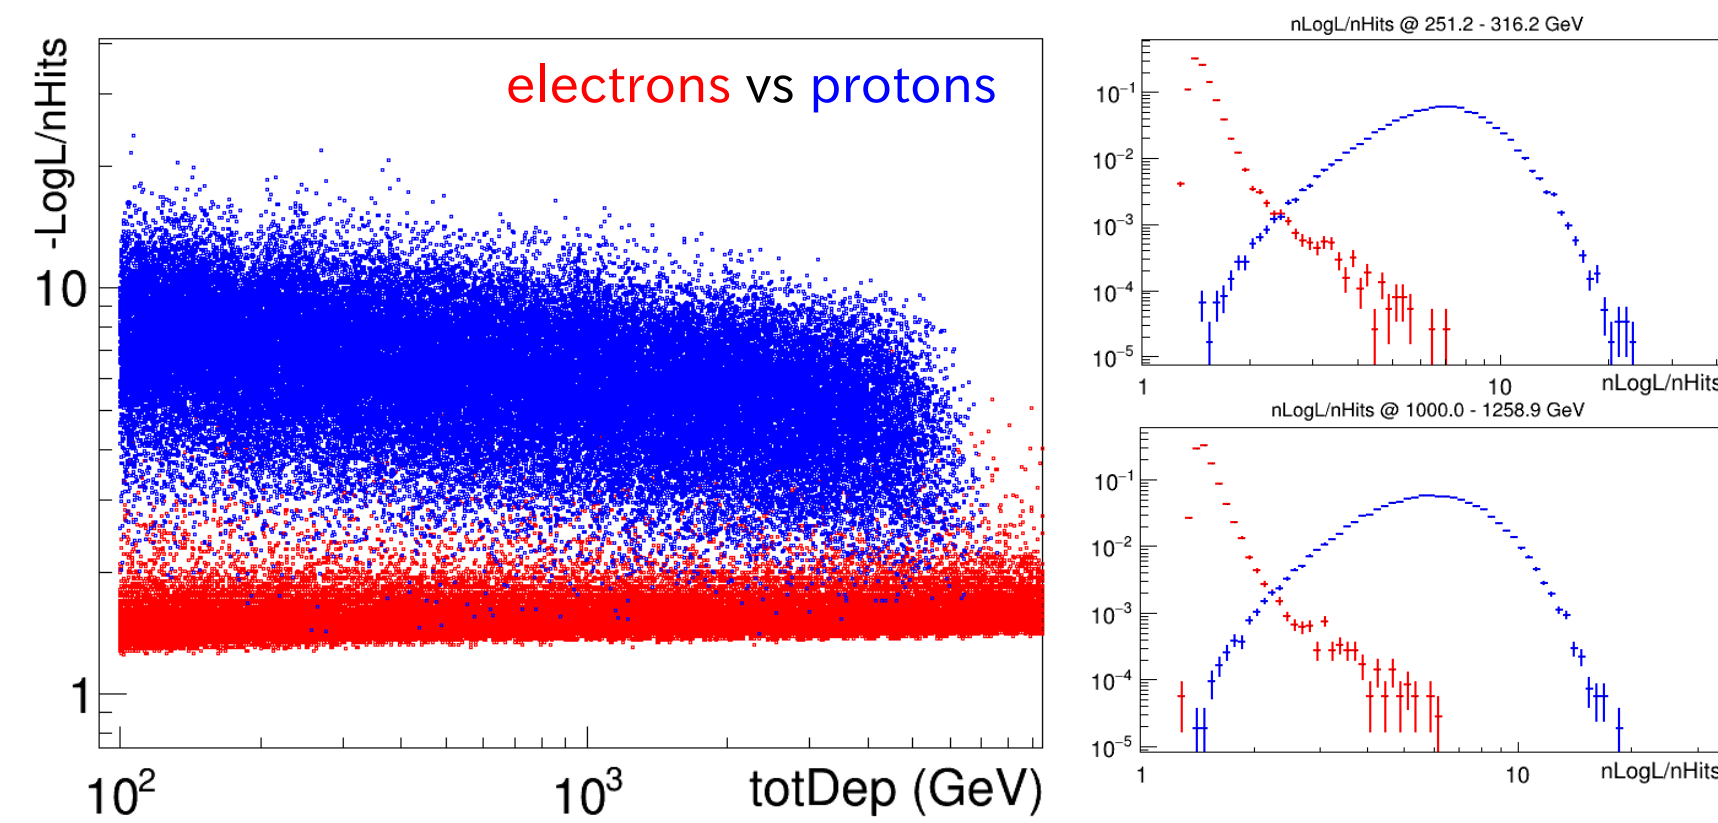 electrons vs protons
-LogL/nHits
10
1
10²
10³
totDep (GeV)
nLogL/nHits @ 251.2 - 316.2 GeV
10⁻¹
10⁻²
10⁻³
10⁻⁴
10⁻⁵
1
10
nLogL/nHits
nLogL/nHits @ 1000.0 - 1258.9 GeV
10⁻¹
10⁻²
10⁻³
10⁻⁴
10⁻⁵
1
10
nLogL/nHits